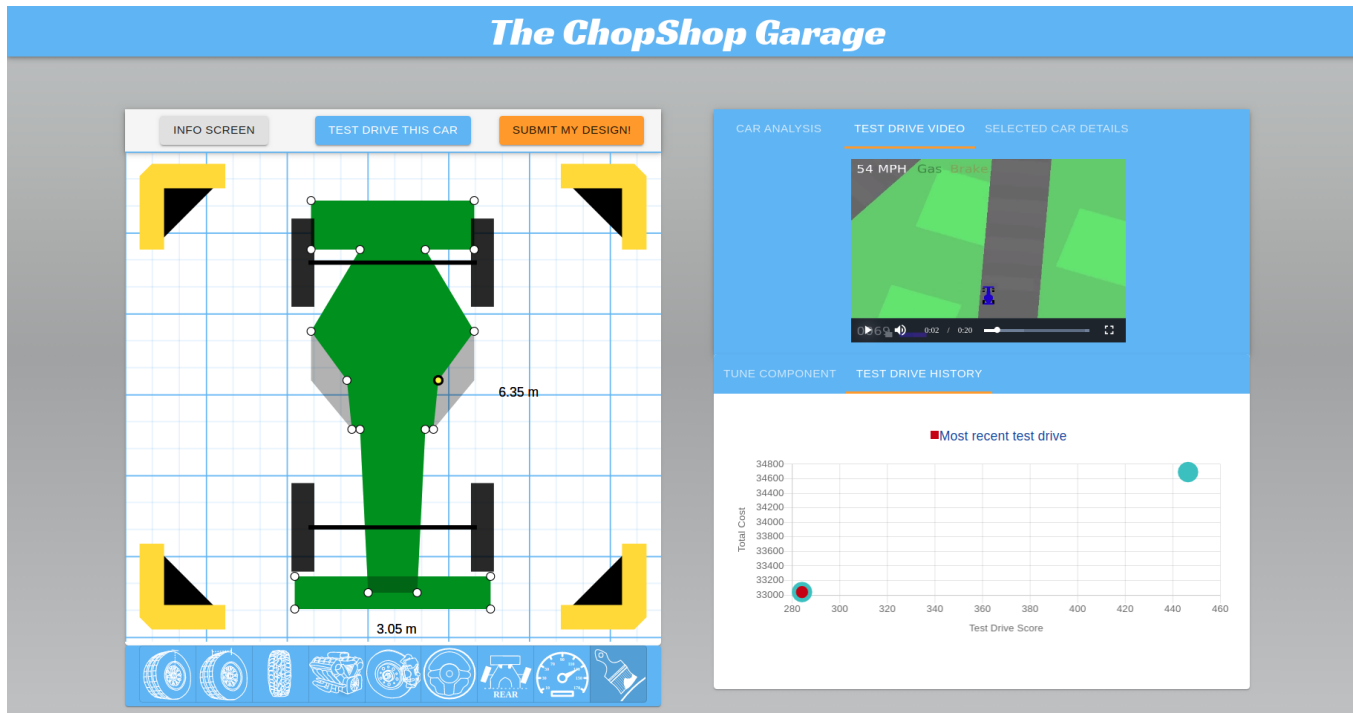 The ChopShop Garage
INFO SCREEN
TEST DRIVE THIS CAR
SUBMIT MY DESIGN!
6.35 m
3.05 m
REAR
CAR ANALYSIS
TEST DRIVE VIDEO
SELECTED CAR DETAILS
54 MPH Gas Brake
0:02 / 0:20
TUNE COMPONENT
TEST DRIVE HISTORY
Most recent test drive
Total Cost
34800
34600
34400
34200
34000
33800
33600
33400
33200
33000
280 300 320 340 360 380 400 420 440 460
Test Drive Score